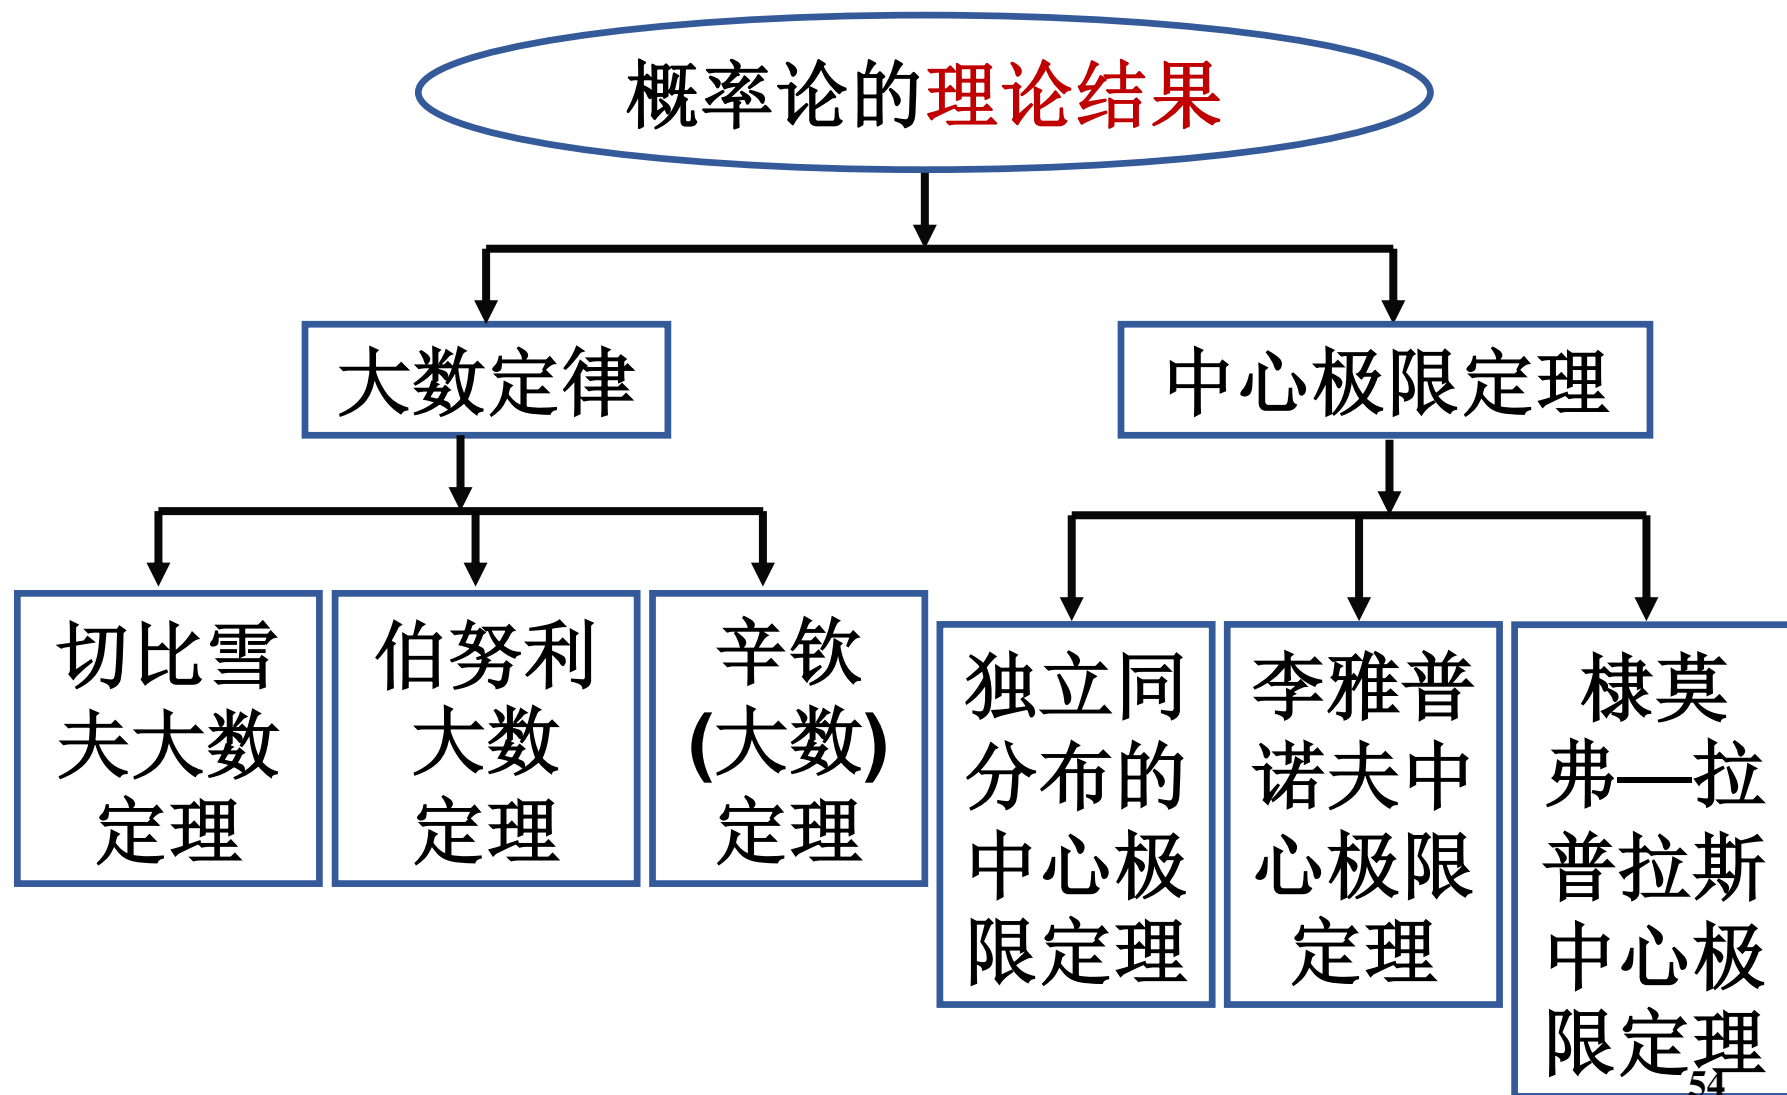 概率论的理论结果
大数定律
中心极限定理
切比雪
夫大数
定理
伯努利
大数
定理
辛钦
(大数)
定理
独立同
分布的
中心极
限定理
李雅普
诺夫中
心极限
定理
棣莫
弗—拉
普拉斯
中心极
限定理
54